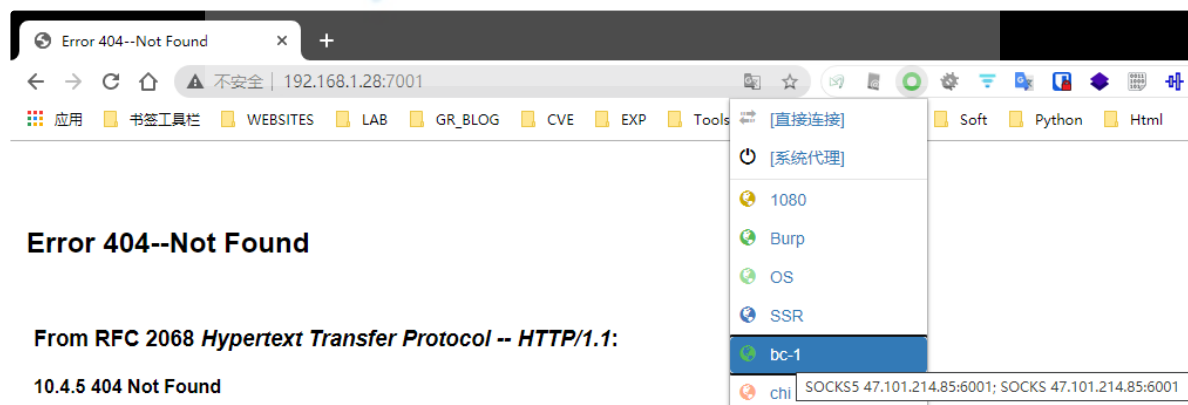 Error 404--Not Found
不安全 | 192.168.1.28:7001
应用 书签工具栏 WEBSITES LAB GR_BLOG CVE EXP Tools Soft Python Html
[直接连接]
[系统代理]
1080
Burp
OS
SSR
bc-1
chi
SOCKS5 47.101.214.85:6001; SOCKS 47.101.214.85:6001
Error 404--Not Found
From RFC 2068 Hypertext Transfer Protocol -- HTTP/1.1:
10.4.5 404 Not Found